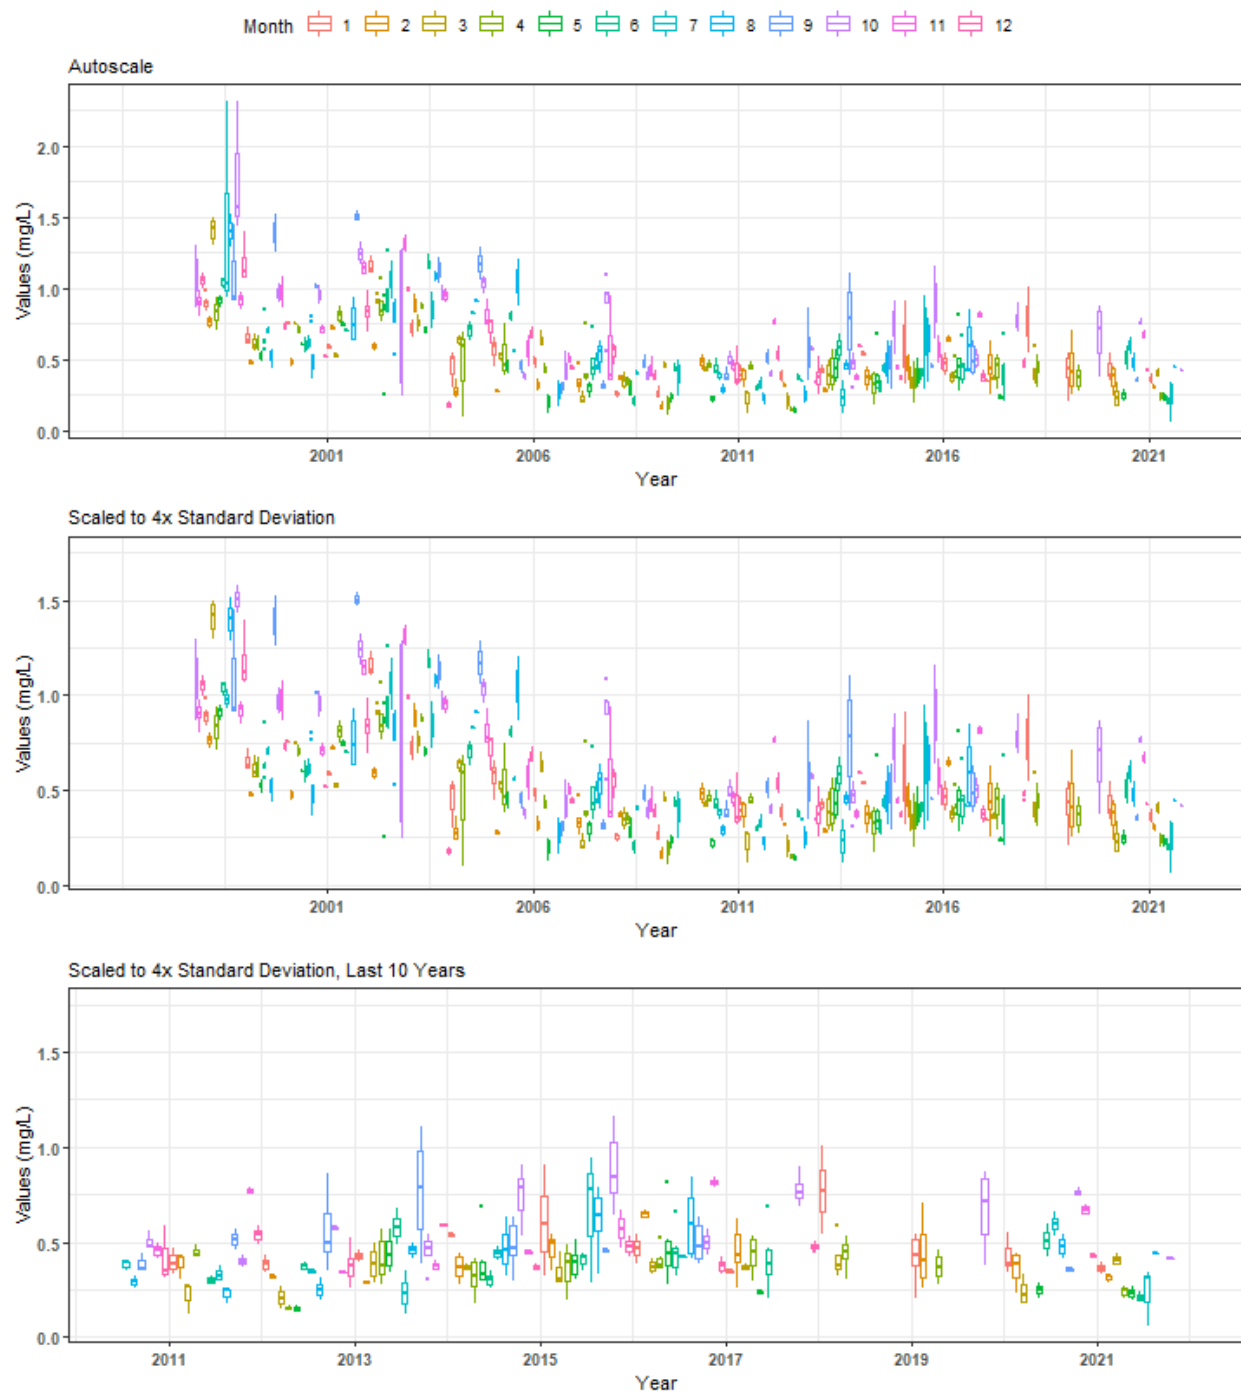 Month 1 2 3 4 5 6 7 8 9 10 11 12
Autoscale
Values (mg/L)
2.0
1.5
1.0
0.5
0.0
2001 2006 2011 2016 2021
Year
Scaled to 4x Standard Deviation
Values (mg/L)
1.5
1.0
0.5
0.0
2001 2006 2011 2016 2021
Year
Scaled to 4x Standard Deviation, Last 10 Years
Values (mg/L)
1.5
1.0
0.5
0.0
2011 2013 2015 2017 2019 2021
Year